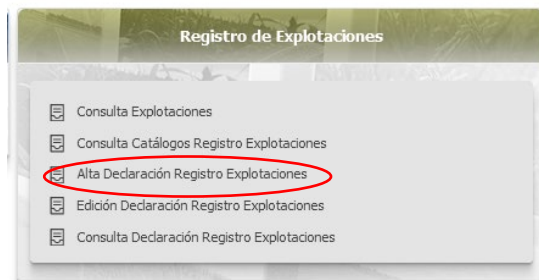 Registro de Explotaciones
Consulta Explotaciones
Consulta Catálogos Registro Explotaciones
Alta Declaración Registro Explotaciones
Edición Declaración Registro Explotaciones
Consulta Declaración Registro Explotaciones